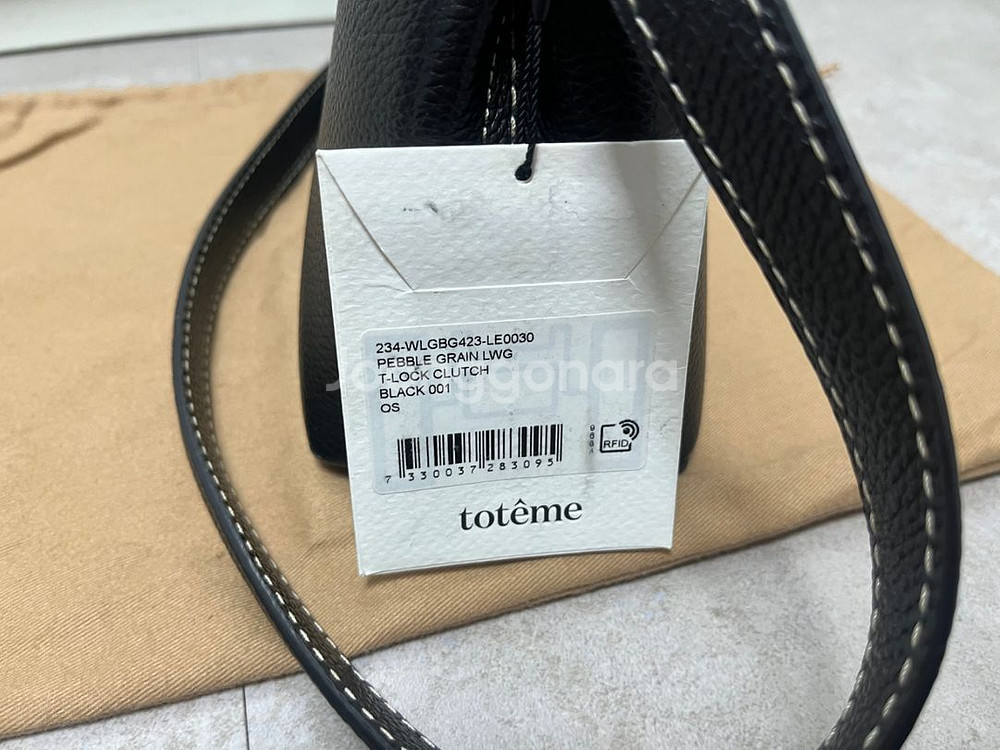 234-WLGBG423-LE0030
PEBBLE GRAIN LWG
T-LOCK CLUTCH
BLACK 001
OS
RFID
7 330037 283095
totême